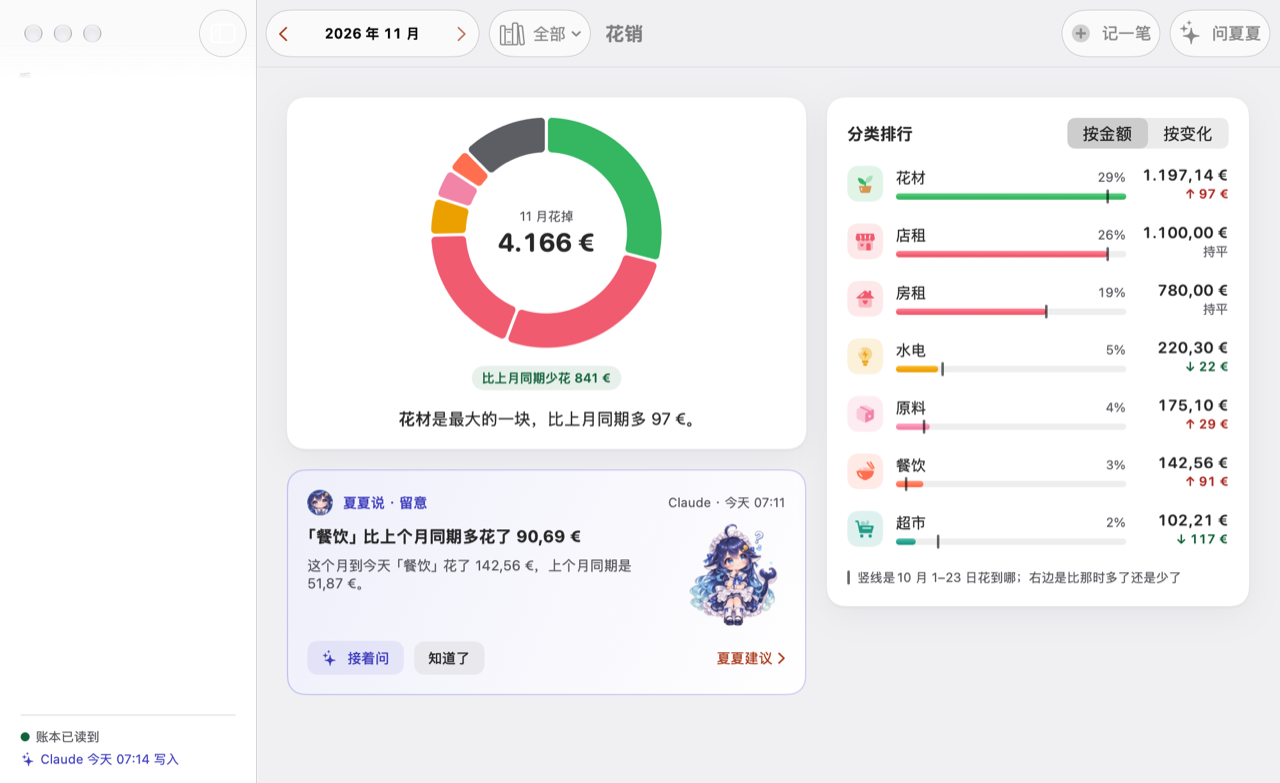 2026 年 11 月
全部
花销
记一笔
问夏夏
11 月花掉
4.166 €
比上月同期少花 841 €
花材是最大的一块，比上月同期多 97 €。
夏夏说 · 留意
Claude · 今天 07:11
「餐饮」比上个月同期多花了 90,69 €
这个月到今天「餐饮」花了 142,56 €，上个月同期是
51,87 €。
接着问
知道了
夏夏建议
分类排行
按金额
按变化
花材
29%
1.197,14 €
↑ 97 €
店租
26%
1.100,00 €
持平
房租
19%
780,00 €
持平
水电
5%
220,30 €
↓ 22 €
原料
4%
175,10 €
↑ 29 €
餐饮
3%
142,56 €
↑ 91 €
超市
2%
102,21 €
↓ 117 €
竖线是 10 月 1–23 日花到哪；右边是比那时多了还是少了
账本已读到
Claude 今天 07:14 写入